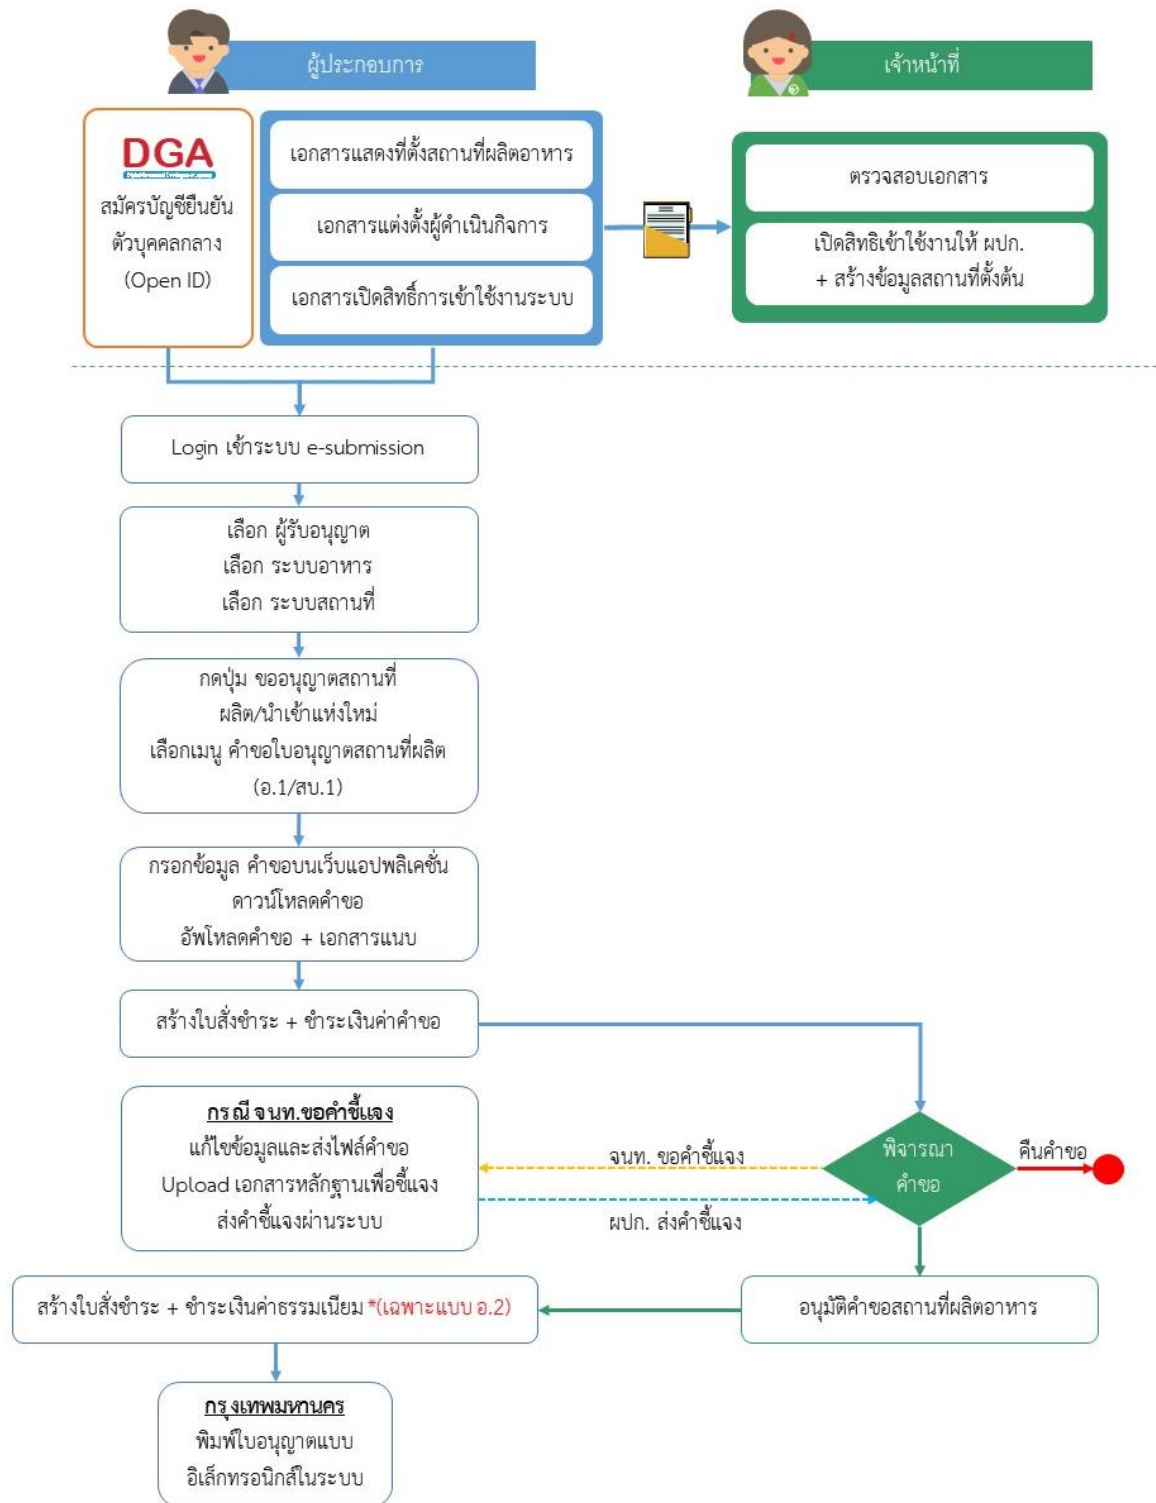 ผู้ประกอบการ
เจ้าหน้าที่
DGA
สมัครบัญชียืนยัน
ตัวบุคคลกลาง
(Open ID)
เอกสารแสดงที่ตั้งสถานที่ผลิตอาหาร
เอกสารแต่งตั้งผู้ดำเนินกิจการ
เอกสารเปิดสิทธิ์การเข้าใช้งานระบบ
ตรวจสอบเอกสาร
เปิดสิทธิเข้าใช้งานให้ ผปก.
+ สร้างข้อมูลสถานที่ตั้งต้น
Login เข้าระบบ e-submission
เลือก ผู้รับอนุญาต
เลือก ระบบอาหาร
เลือก ระบบสถานที่
กดปุ่ม ขออนุญาตสถานที่
ผลิต/นำเข้าแห่งใหม่
เลือกเมนู คำขอใบอนุญาตสถานที่ผลิต
(อ.1/สบ.1)
กรอกข้อมูล คำขอบนเว็บแอปพลิเคชั่น
ดาวน์โหลดคำขอ
อัพโหลดคำขอ + เอกสารแนบ
สร้างใบสั่งชำระ + ชำระเงินค่าคำขอ
กรณี จนท.ขอคำชี้แจง
แก้ไขข้อมูลและส่งไฟล์คำขอ
Upload เอกสารหลักฐานเพื่อชี้แจง
ส่งคำชี้แจงผ่านระบบ
จนท. ขอคำชี้แจง
ผปก. ส่งคำชี้แจง
พิจารณา
คำขอ
คืนคำขอ
สร้างใบสั่งชำระ + ชำระเงินค่าธรรมเนียม *(เฉพาะแบบ อ.2)
อนุมัติคำขอสถานที่ผลิตอาหาร
กรุงเทพมหานคร
พิมพ์ใบอนุญาตแบบ
อิเล็กทรอนิกส์ในระบบ